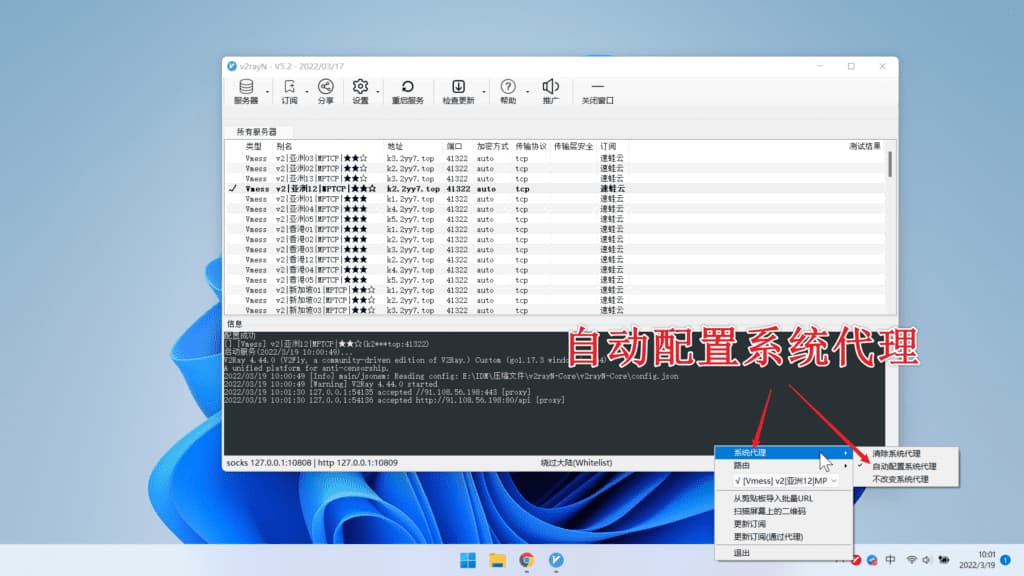 v2rayN - V5.2 - 2022/03/17
服务器 订阅 分享 设置 重启服务 检查更新 帮助 推广 关闭窗口
所有服务器
类型 别名 地址 端口 加密方式 传输协议 传输层安全 订阅 测试结果
Vmess v2|亚洲03|MPTCP|★★☆ k3.2yy7.top 41322 auto tcp 速蛙云
Vmess v2|亚洲02|MPTCP|★★☆ k2.2yy7.top 41322 auto tcp 速蛙云
Vmess v2|亚洲13|MPTCP|★★☆ k3.2yy7.top 41322 auto tcp 速蛙云
✓ Vmess v2|亚洲12|MPTCP|★★☆ k2.2yy7.top 41322 auto tcp 速蛙云
Vmess v2|亚洲01|MPTCP|★★★ k1.2yy7.top 41322 auto tcp 速蛙云
Vmess v2|亚洲04|MPTCP|★★★ k4.2yy7.top 41322 auto tcp 速蛙云
Vmess v2|亚洲05|MPTCP|★★★ k5.2yy7.top 41322 auto tcp 速蛙云
Vmess v2|香港01|MPTCP|★★★ k1.2yy7.top 41322 auto tcp 速蛙云
Vmess v2|香港02|MPTCP|★★★ k2.2yy7.top 41322 auto tcp 速蛙云
Vmess v2|香港03|MPTCP|★★★ k3.2yy7.top 41322 auto tcp 速蛙云
Vmess v2|香港12|MPTCP|★★★ k2.2yy7.top 41322 auto tcp 速蛙云
Vmess v2|香港04|MPTCP|★★★ k4.2yy7.top 41322 auto tcp 速蛙云
Vmess v2|香港05|MPTCP|★★★ k5.2yy7.top 41322 auto tcp 速蛙云
Vmess v2|新加坡01|MPTCP|★★☆ k1.2yy7.top 41322 auto tcp 速蛙云
Vmess v2|新加坡02|MPTCP|★★☆ k2.2yy7.top 41322 auto tcp 速蛙云
Vmess v2|新加坡03|MPTCP|★★☆ k3.2yy7.top 41322 auto tcp 速蛙云
信息
配置成功
[] [Vmess] v2|亚洲12|MPTCP|★★☆(k2***top:41322)
启动服务(2022/3/19 10:00:49)...
V2Ray 4.44.0 (V2Fly, a community-driven edition of V2Ray.) Custom (go1.17.3
A unified platform for anti-censorship.
2022/03/19 10:00:49 [Info] main/jsonem: Reading config: E:\IDM\压缩文件\v2rayN-Core\v2rayN-Core\config.json
2022/03/19 10:00:49 [Warning] V2Ray 4.44.0 started
2022/03/19 10:01:30 127.0.0.1:54135 accepted //91.108.56.198:443 [proxy]
2022/03/19 10:01:30 127.0.0.1:54136 accepted http://91.108.56.198:80/api [proxy]
自动配置系统代理
socks 127.0.0.1:10808 | http 127.0.0.1:10809 绕过大陆(Whitelist)
系统代理
路由
√ [Vmess] v2|亚洲12|MP
从剪贴板导入批量URL
扫描屏幕上的二维码
更新订阅
更新订阅(通过代理)
退出
清除系统代理
✓ 自动配置系统代理
不改变系统代理
中
10:01
2022/3/19
1